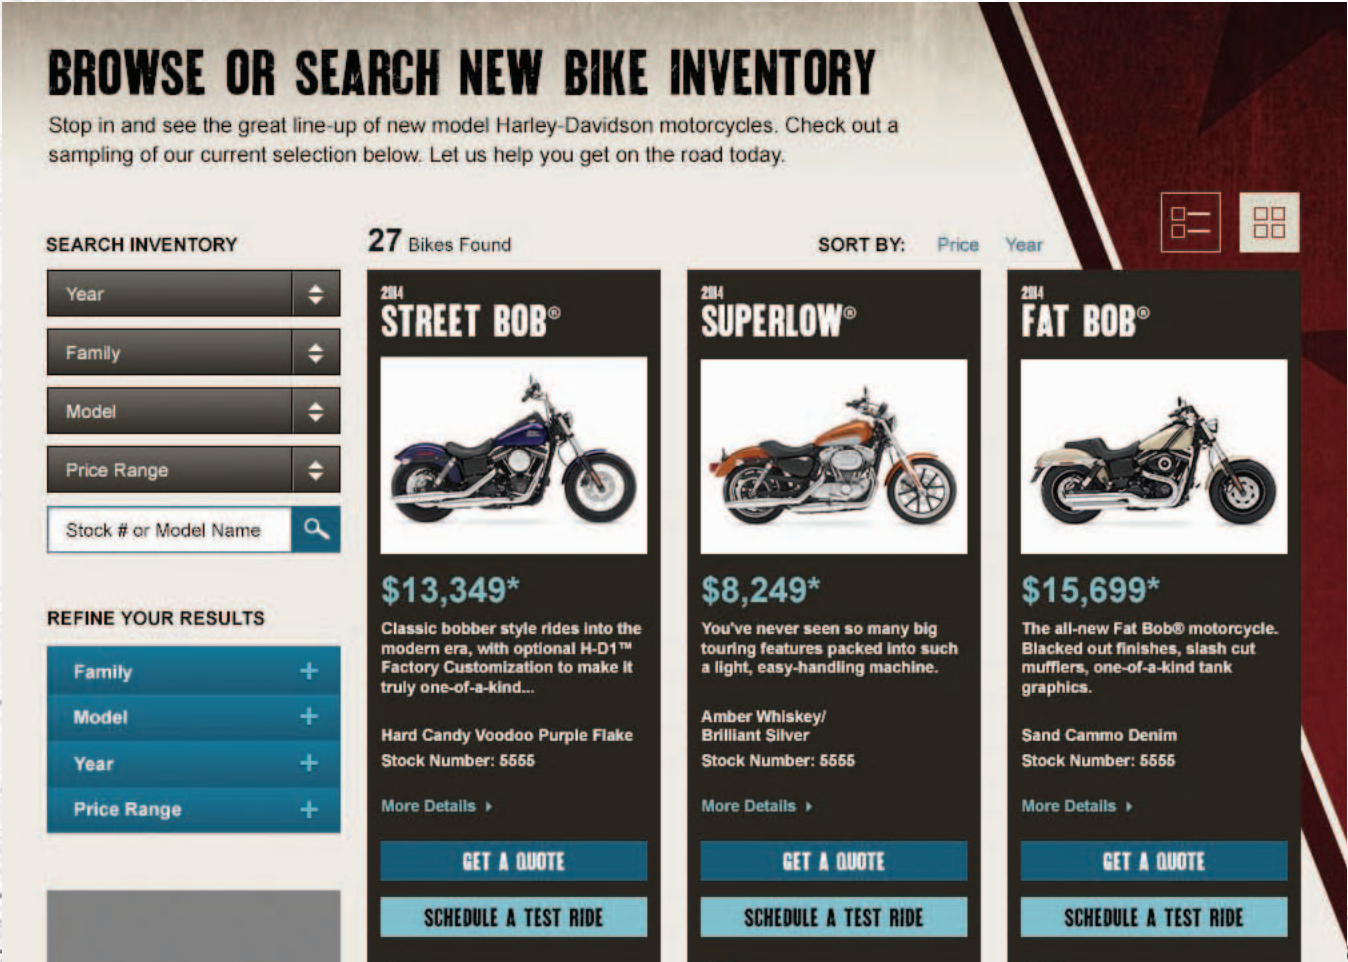 BROWSE OR SEARCH NEW BIKE INVENTORY
Stop in and see the great line-up of new model Harley-Davidson motorcycles. Check out a
sampling of our current selection below. Let us help you get on the road today.
SEARCH INVENTORY
Year
Family
Model
Price Range
Stock # or Model Name
REFINE YOUR RESULTS
Family +
Model +
Year +
Price Range +
27 Bikes Found
SORT BY: Price Year
2014
STREET BOB®
$13,349*
Classic bobber style rides into the
modern era, with optional H-D1™
Factory Customization to make it
truly one-of-a-kind...
Hard Candy Voodoo Purple Flake
Stock Number: 5555
More Details
GET A QUOTE
SCHEDULE A TEST RIDE
2014
SUPERLOW®
$8,249*
You've never seen so many big
touring features packed into such
a light, easy-handling machine.
Amber Whiskey/
Brilliant Silver
Stock Number: 5555
More Details
GET A QUOTE
SCHEDULE A TEST RIDE
2014
FAT BOB®
$15,699*
The all-new Fat Bob® motorcycle.
Blacked out finishes, slash cut
mufflers, one-of-a-kind tank
graphics.
Sand Cammo Denim
Stock Number: 5555
More Details
GET A QUOTE
SCHEDULE A TEST RIDE